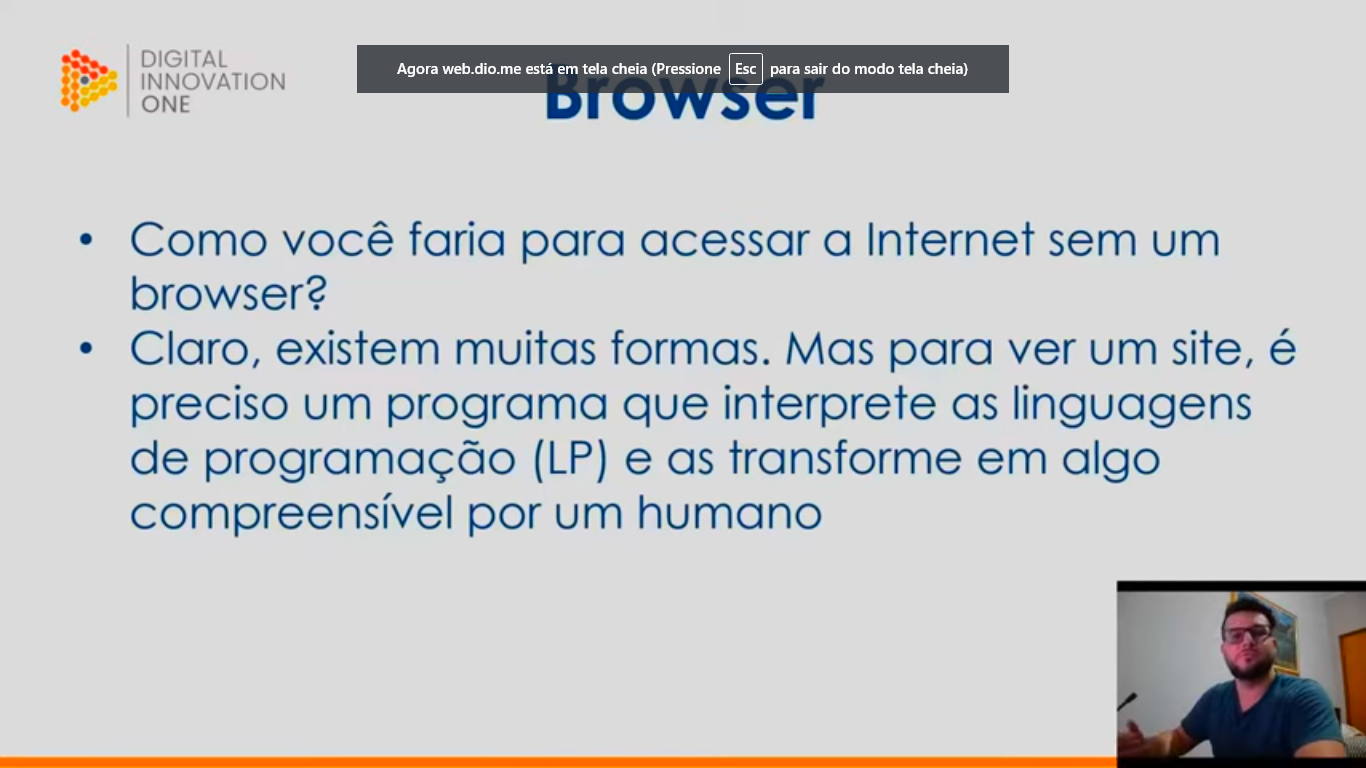 DIGITAL
INNOVATION
ONE
Agora web.dio.me está em tela cheia (Pressione Esc para sair do modo tela cheia)
Browser
• Como você faria para acessar a Internet sem um
browser?
• Claro, existem muitas formas. Mas para ver um site, é
preciso um programa que interprete as linguagens
de programação (LP) e as transforme em algo
compreensível por um humano